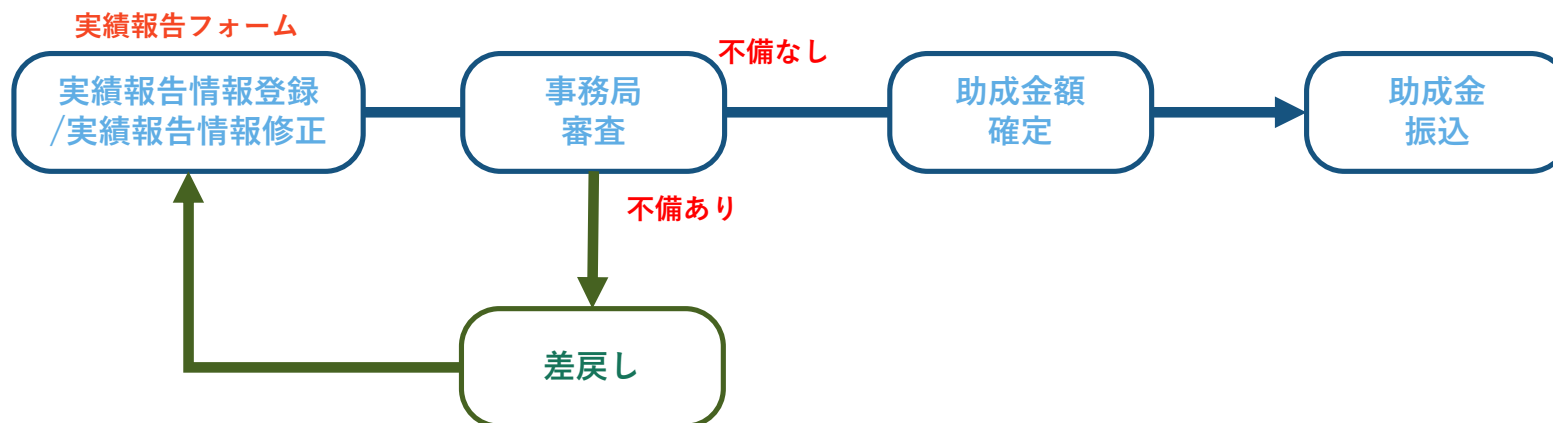 実績報告フォーム
実績報告情報登録
/実績報告情報修正
事務局
審査
不備なし
助成金額
確定
助成金
振込
不備あり
差戻し